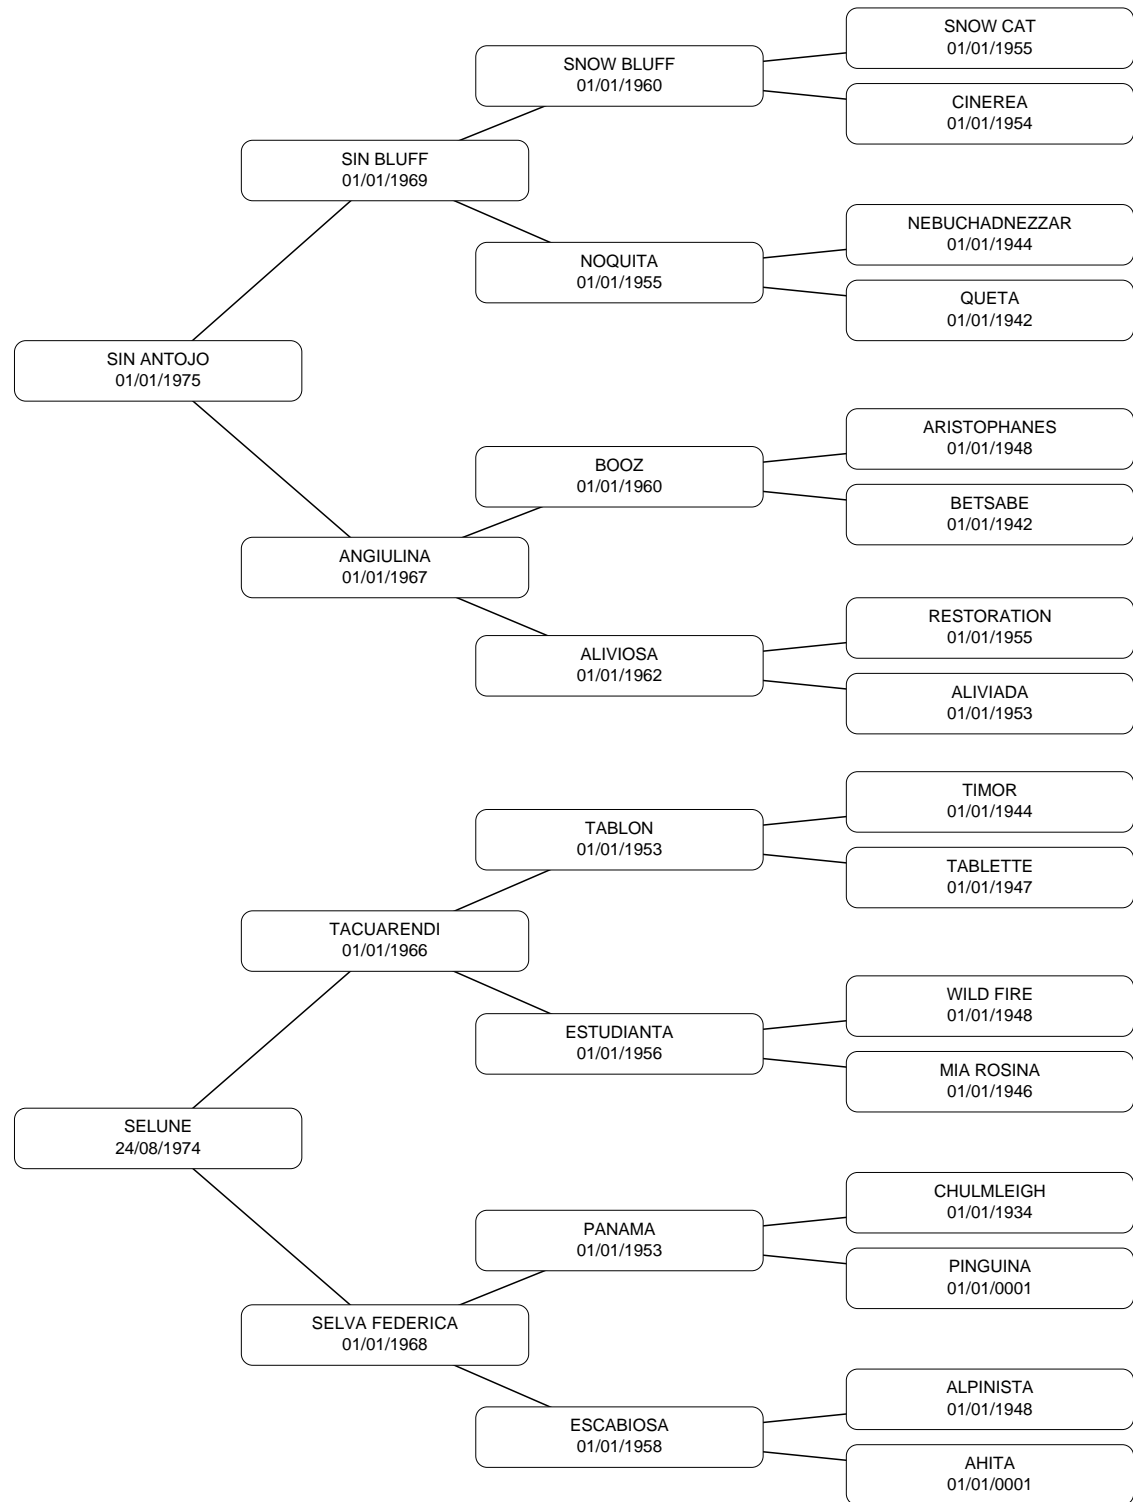 SNOW CAT
01/01/1955
SNOW BLUFF
01/01/1960
CINEREA
01/01/1954
SIN BLUFF
01/01/1969
NEBUCHADNEZZAR
01/01/1944
NOQUITA
01/01/1955
QUETA
01/01/1942
SIN ANTOJO
01/01/1975
ARISTOPHANES
01/01/1948
BOOZ
01/01/1960
BETSABE
01/01/1942
ANGIULINA
01/01/1967
RESTORATION
01/01/1955
ALIVIOSA
01/01/1962
ALIVIADA
01/01/1953
TIMOR
01/01/1944
TABLON
01/01/1953
TABLETTE
01/01/1947
TACUARENDI
01/01/1966
WILD FIRE
01/01/1948
ESTUDIANTA
01/01/1956
MIA ROSINA
01/01/1946
SELUNE
24/08/1974
CHULMLEIGH
01/01/1934
PANAMA
01/01/1953
PINGUINA
01/01/0001
SELVA FEDERICA
01/01/1968
ALPINISTA
01/01/1948
ESCABIOSA
01/01/1958
AHITA
01/01/0001